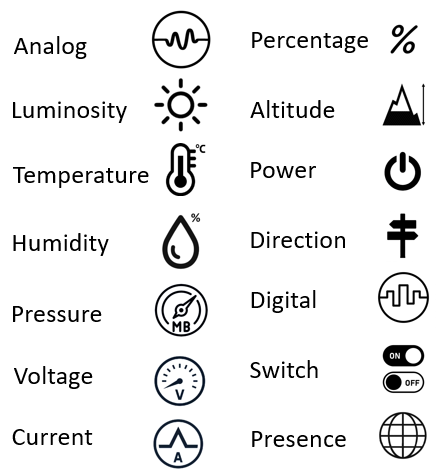 Analog
Percentage %
Luminosity
Altitude
Temperature °C
Power
Humidity %
Direction
Pressure MB
Digital
Voltage V
Switch ON OFF
Current A
Presence